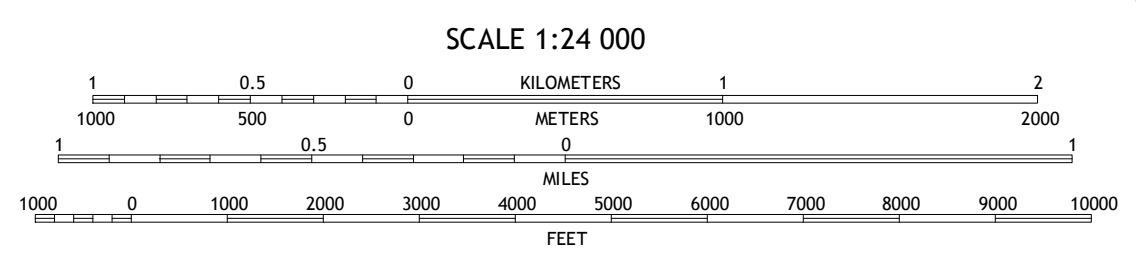 SCALE 1:24 000
1 0.5 0 KILOMETERS 1 2
1000 500 0 METERS 1000 2000
1 0.5 0 1
MILES
1000 0 1000 2000 3000 4000 5000 6000 7000 8000 9000 10000
FEET